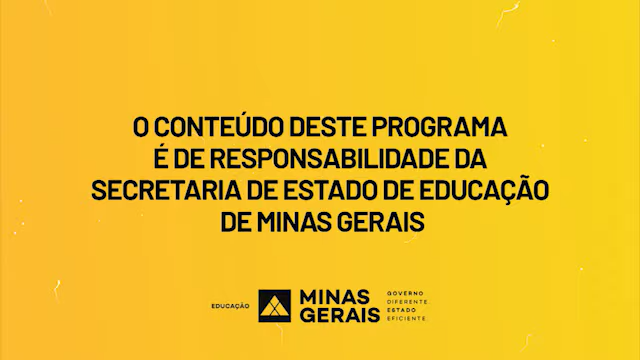 O CONTEÚDO DESTE PROGRAMA
É DE RESPONSABILIDADE DA
SECRETARIA DE ESTADO DE EDUCAÇÃO
DE MINAS GERAIS
EDUCAÇÃO
MINAS
GERAIS
GOVERNO
DIFERENTE.
ESTADO
EFICIENTE.